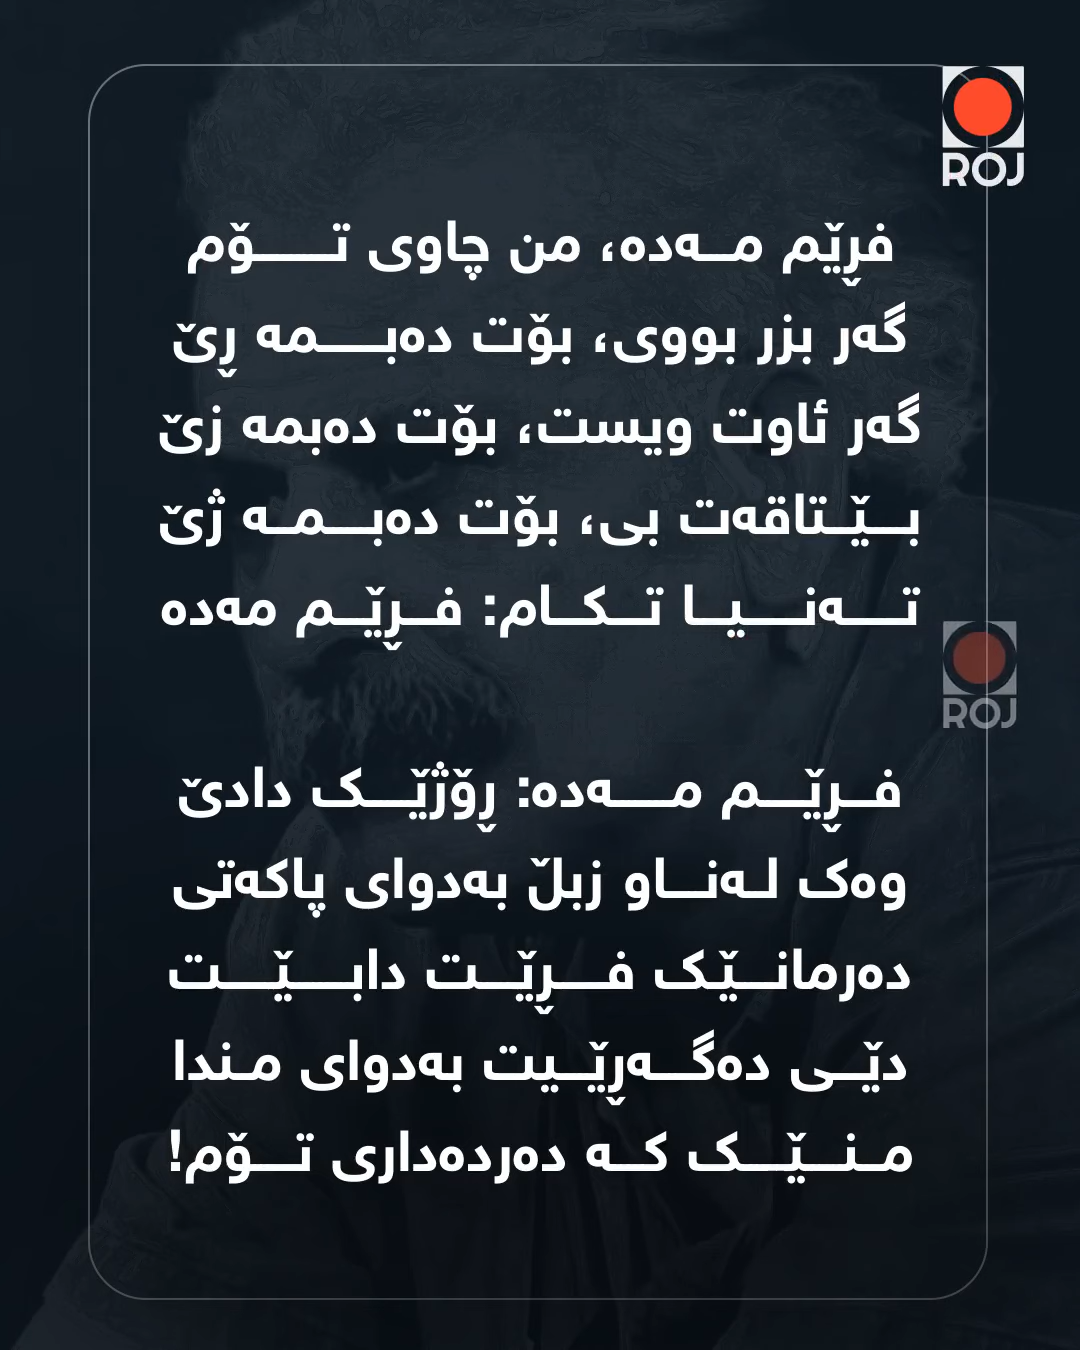 ROJ
فڕێم مەدە، من چاوی تۆم
گەر بزر بووی، بۆت دەبمە ڕێ
گەر ئاوت ویست، بۆت دەبمە زێ
بێتاقەت بی، بۆت دەبمە ژێ
تەنیا تکام: فڕێم مەدە
ROJ
فڕێم مەدە: ڕۆژێک دادێ
وەک لەناو زبڵ بەدوای پاکەتی
دەرمانێک فڕێت دابێت
دێی دەگەڕێیت بەدوای مندا
منێک کە دەردەداری تۆم!